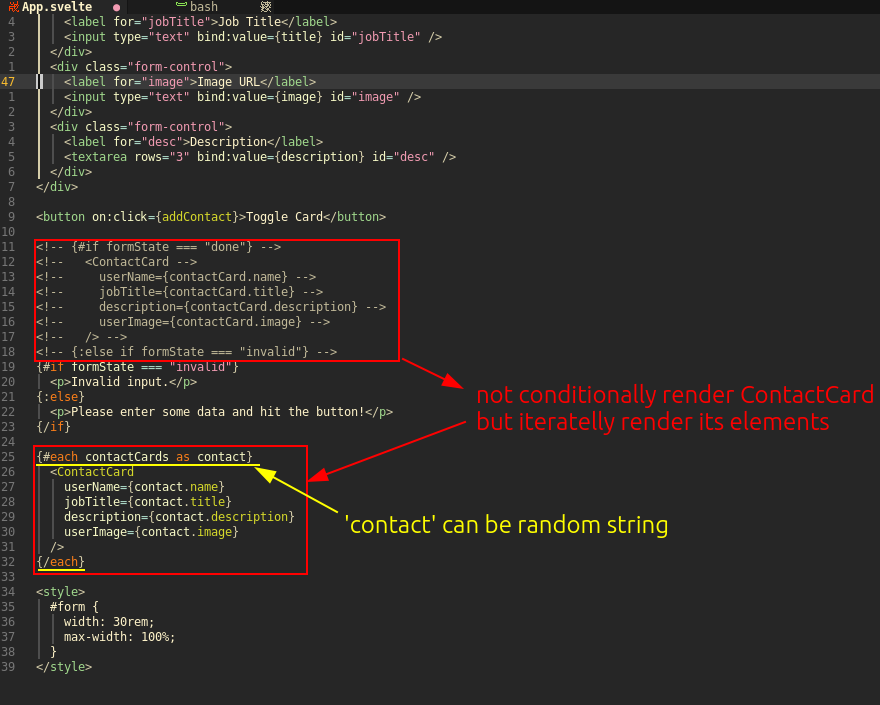 App.svelte bash
4 <label for="jobTitle">Job Title</label>
3 <input type="text" bind:value={title} id="jobTitle" />
2 </div>
1 <div class="form-control">
47 <label for="image">Image URL</label>
1 <input type="text" bind:value={image} id="image" />
2 </div>
3 <div class="form-control">
4 <label for="desc">Description</label>
5 <textarea rows="3" bind:value={description} id="desc" />
6 </div>
7 </div>
8
9 <button on:click={addContact}>Toggle Card</button>
10
11 <!-- {#if formState === "done"} -->
12 <!--   <ContactCard -->
13 <!--     userName={contactCard.name} -->
14 <!--     jobTitle={contactCard.title} -->
15 <!--     description={contactCard.description} -->
16 <!--     userImage={contactCard.image} -->
17 <!--   /> -->
18 <!-- {:else if formState === "invalid"} -->
19 {#if formState === "invalid"}
20 <p>Invalid input.</p>
21 {:else}
22 <p>Please enter some data and hit the button!</p>
23 {/if}
24
not conditionally render ContactCard
but iteratelly render its elements
25 {#each contactCards as contact}
26 <ContactCard
27 userName={contact.name}
28 jobTitle={contact.title}
29 description={contact.description}
30 userImage={contact.image}
31 />
32 {/each}
'contact' can be random string
33
34 <style>
35 #form {
36 width: 30rem;
37 max-width: 100%;
38 }
39 </style>